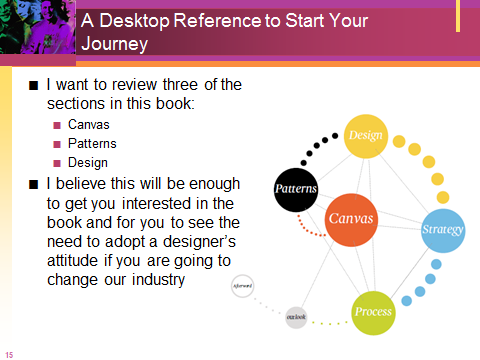 A Desktop Reference to Start Your
Journey
I want to review three of the
sections in this book:
Canvas
Patterns
Design
I believe this will be enough
to get you interested in the
book and for you to see the
need to adopt a designer's
attitude if you are going to
change our industry
Design
Patterns
Canvas
Strategy
afterword
outlook
Process
15